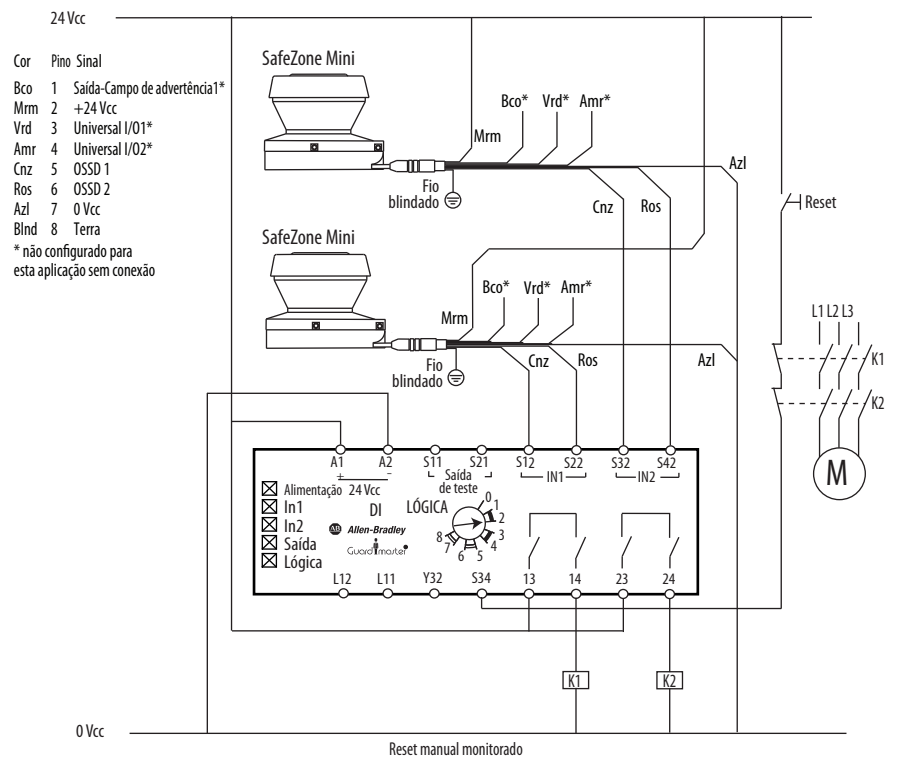 24 Vcc
Cor Pino Sinal
Bco 1 Saída-Campo de advertência1*
Mrm 2 +24 Vcc
Vrd 3 Universal I/O1*
Amr 4 Universal I/O2*
Cnz 5 OSSD 1
Ros 6 OSSD 2
Azl 7 0 Vcc
Blnd 8 Terra
* não configurado para
esta aplicação sem conexão
SafeZone Mini
Bco* Vrd* Amr*
Mrm
Azl
Fio
blindado
Cnz Ros
Reset
SafeZone Mini
Bco* Vrd* Amr*
Mrm
Fio
blindado
Cnz Ros Azl
L1 L2 L3
K1
K2
M
A1 A2 S11 S21 S12 S22 S32 S42
+ –
24 Vcc
Saída
de teste
IN1 IN2
Alimentação
In1
In2
Saída
Lógica
DI
LÓGICA
0
1
2
3
4
5
6
7
8
AB Allen-Bradley
Guardmaster
L12 L11 Y32 S34 13 14 23 24
K1 K2
0 Vcc
Reset manual monitorado